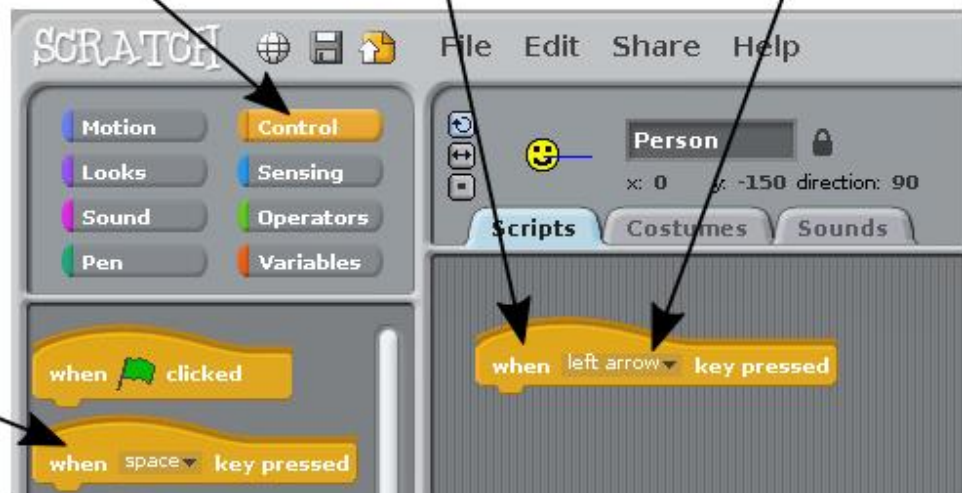 SCRATCH File Edit Share Help
Motion Control
Looks Sensing
Sound Operators
Pen Variables
Person
x: 0 y: -150 direction: 90
Scripts Costumes Sounds
when clicked
when space key pressed
when left arrow key pressed